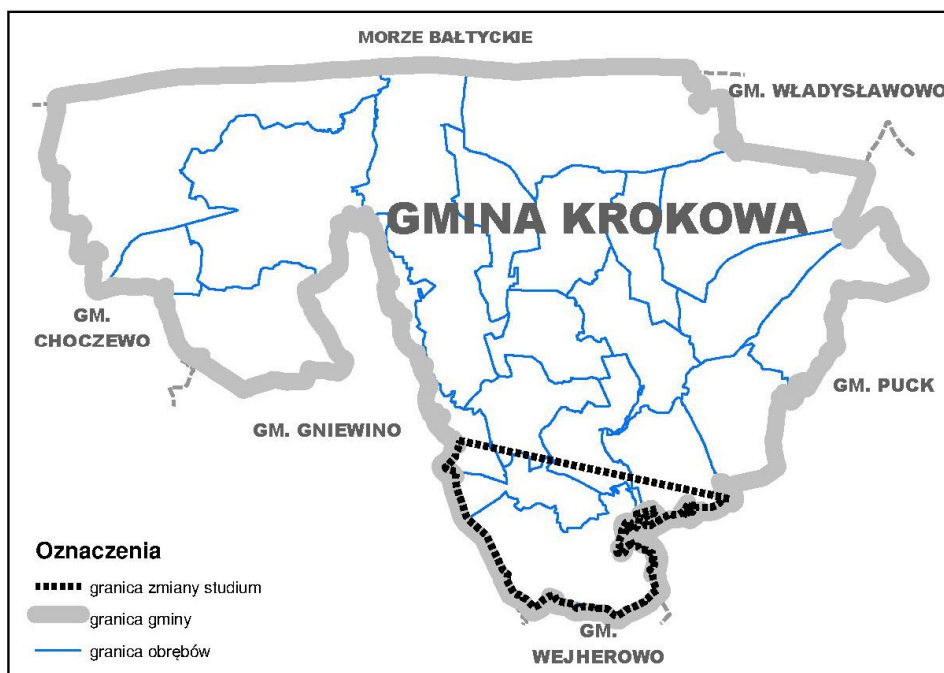 MORZE BAŁTYCKIE
GM. WŁADYSŁAWOWO
GMINA KROKOWA
GM.
CHOCZEWO
GM. PUCK
GM. GNIEWINO
Oznaczenia
granica zmiany studium
granica gminy
granica obrębów
GM.
WEJHEROWO